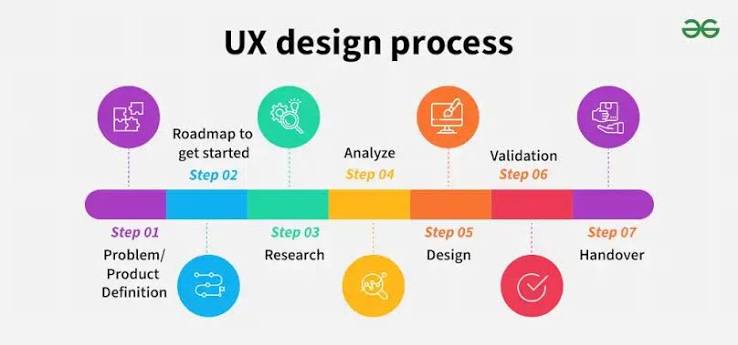 UX design process
Roadmap to
get started
Step 02
Analyze
Step 04
Validation
Step 06
Step 01
Problem/
Product
Definition
Step 03
Research
Step 05
Design
Step 07
Handover